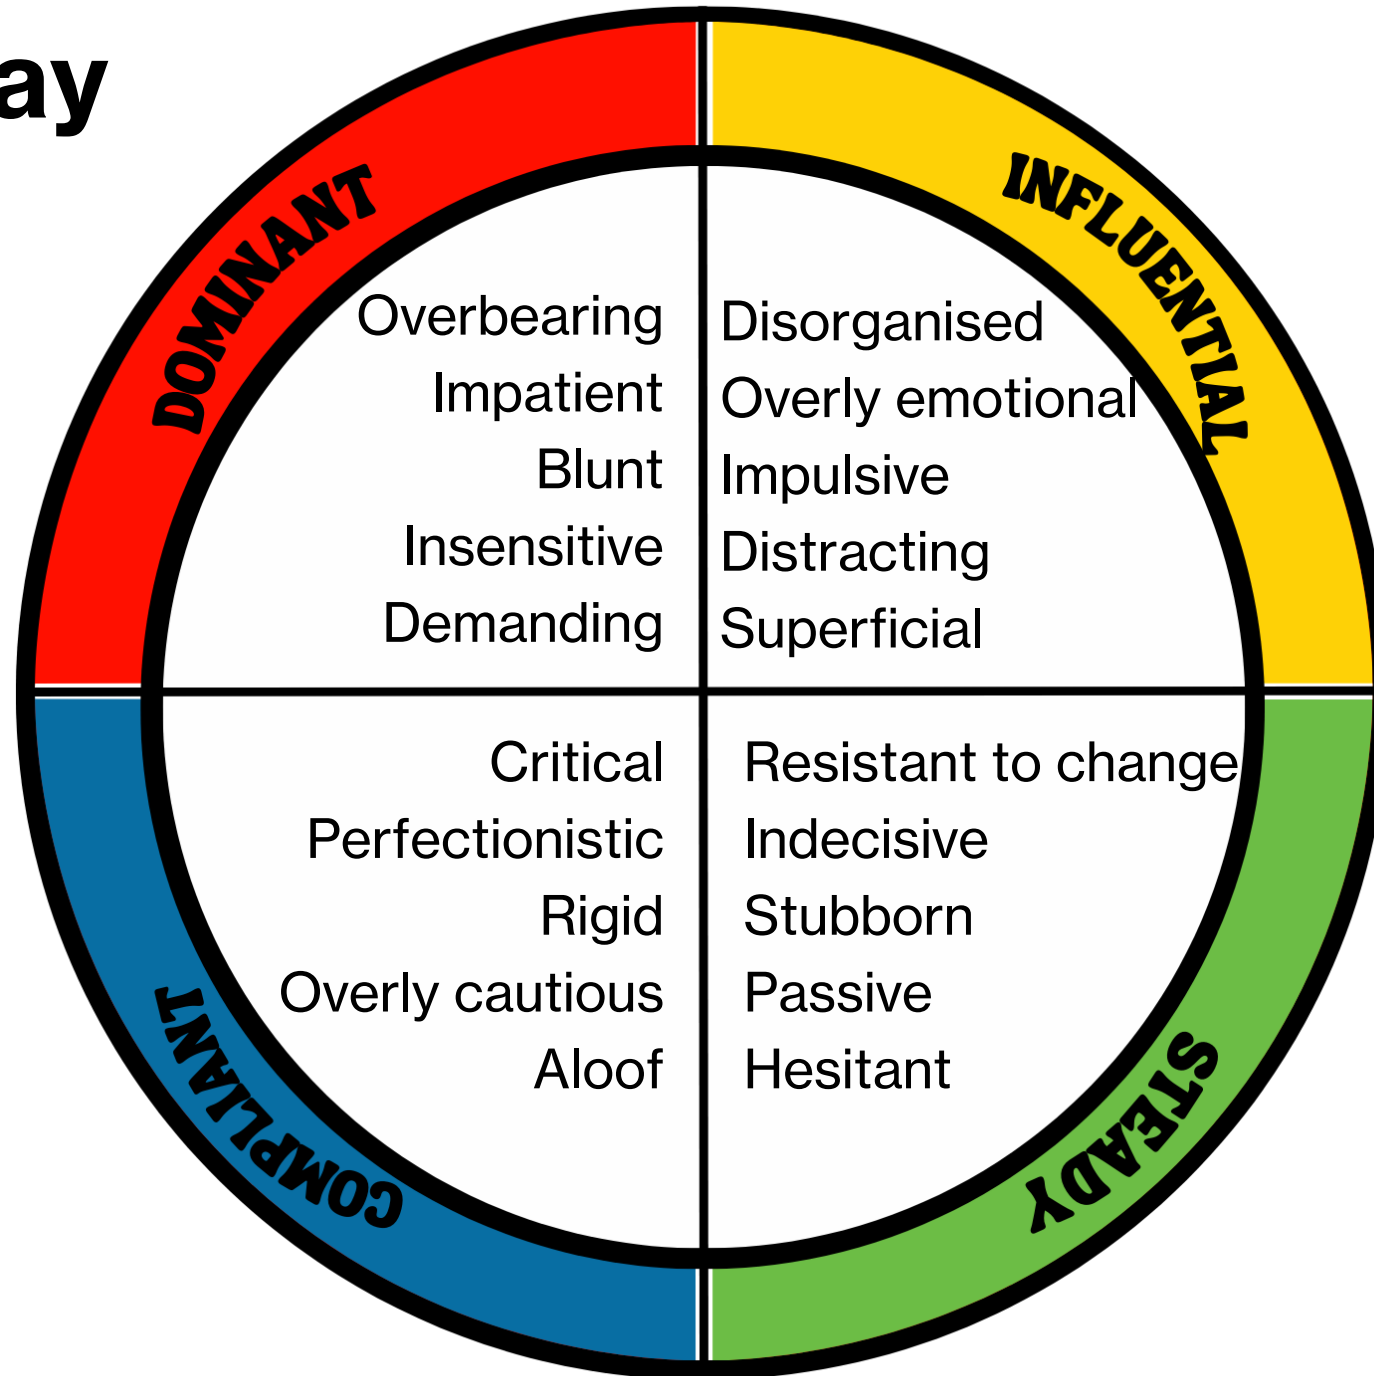 ay
DOMINANT
INFLUENTIAL
Overbearing
Impatient
Blunt
Insensitive
Demanding
Disorganised
Overly emotional
Impulsive
Distracting
Superficial
Critical
Perfectionistic
Rigid
Overly cautious
Aloof
Resistant to change
Indecisive
Stubborn
Passive
Hesitant
COMPLIANT
STEADY